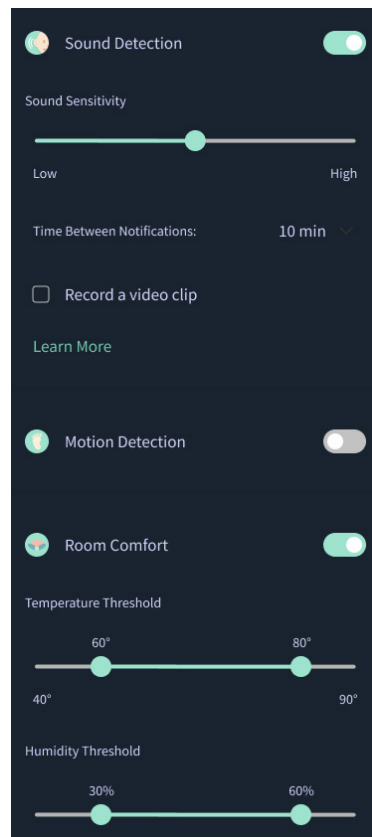 Sound Detection
Sound Sensitivity
Low High
Time Between Notifications: 10 min
Record a video clip
Learn More
Motion Detection
Room Comfort
Temperature Threshold
60° 80°
40° 90°
Humidity Threshold
30% 60%